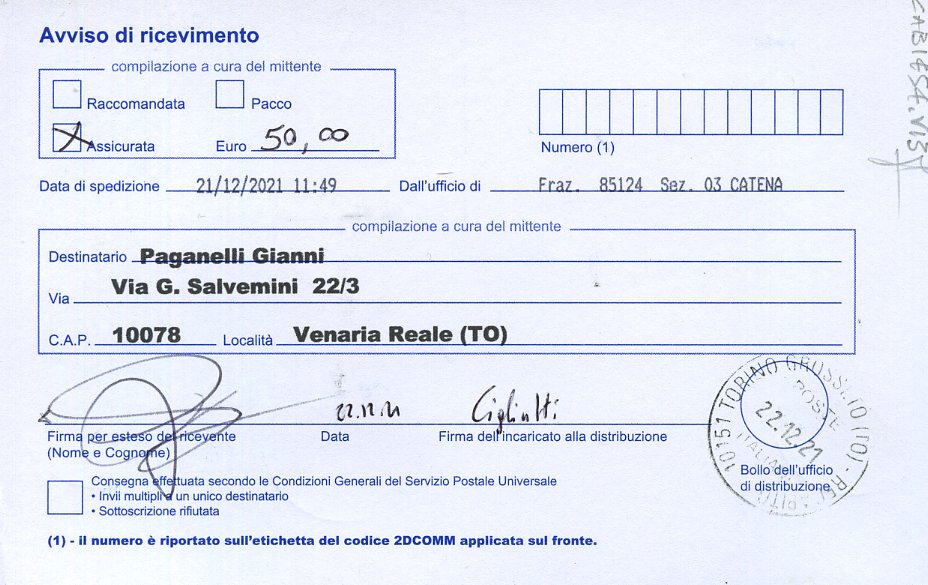 Avviso di ricevimento
compilazione a cura del mittente
Raccomandata Pacco
Assicurata Euro 50,00
Numero (1)
Data di spedizione 21/12/2021 11:49 Dall'ufficio di Fraz. 85124 Sez. 03 CATENA
compilazione a cura del mittente
Destinatario Paganelli Gianni
Via Via G. Salvemini 22/3
C.A.P. 10078 Località Venaria Reale (TO)
22.12.21
Firma per esteso del ricevente Data Firma dell'incaricato alla distribuzione
(Nome e Cognome)
10151 TORINO GROSSETO (TO)
POSTE
22.12.21
Bollo dell'ufficio
di distribuzione
Consegna effettuata secondo le Condizioni Generali del Servizio Postale Universale
• Invii multipli a un unico destinatario
• Sottoscrizione rifiutata
(1) - il numero è riportato sull'etichetta del codice 2DCOMM applicata sul fronte.